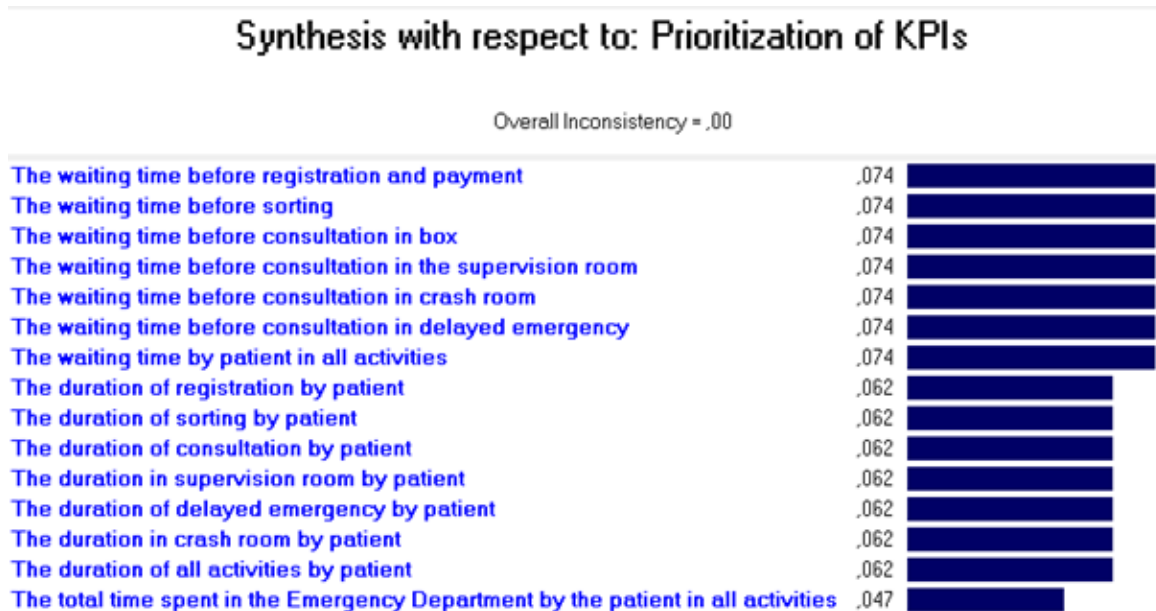 Synthesis with respect to: Prioritization of KPIs
Overall Inconsistency = ,00
The waiting time before registration and payment ,074
The waiting time before sorting ,074
The waiting time before consultation in box ,074
The waiting time before consultation in the supervision room ,074
The waiting time before consultation in crash room ,074
The waiting time before consultation in delayed emergency ,074
The waiting time by patient in all activities ,074
The duration of registration by patient ,062
The duration of sorting by patient ,062
The duration of consultation by patient ,062
The duration in supervision room by patient ,062
The duration of delayed emergency by patient ,062
The duration in crash room by patient ,062
The duration of all activities by patient ,062
The total time spent in the Emergency Department by the patient in all activities ,047